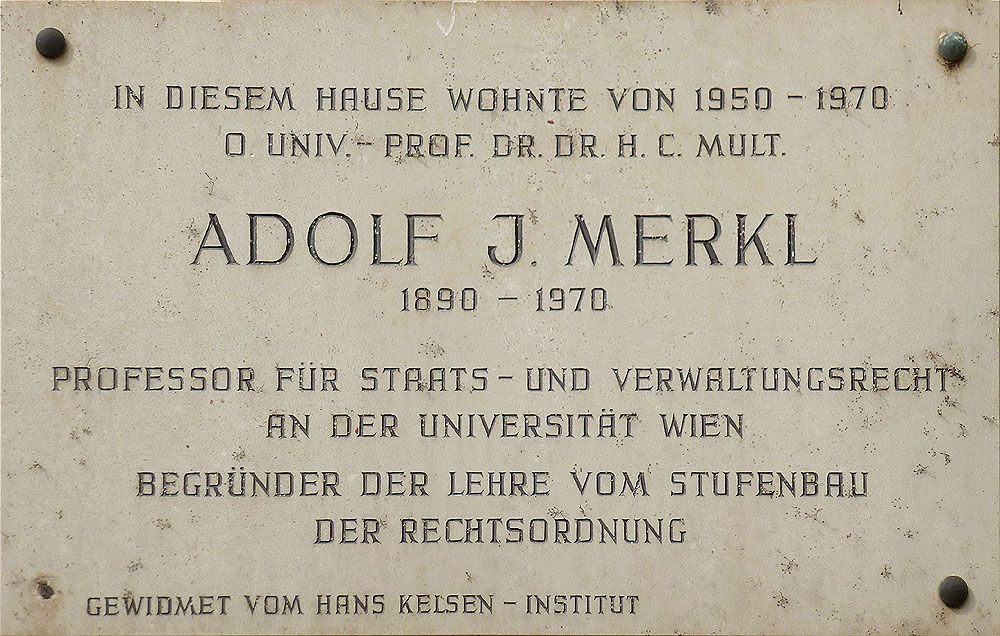 IN DIESEM HAUSE WOHNTE VON 1950 – 1970
O UNIV.– PROF. DR. DR. H. C. MULT.
ADOLF J. MERKL
1890 – 1970
PROFESSOR FÜR STAATS – UND VERWALTUNGSRECHT
AN DER UNIVERSITÄT WIEN
BEGRÜNDER DER LEHRE VOM STUFENBAU
DER RECHTSORDNUNG
GEWIDMET VOM HANS KELSEN – INSTITUT